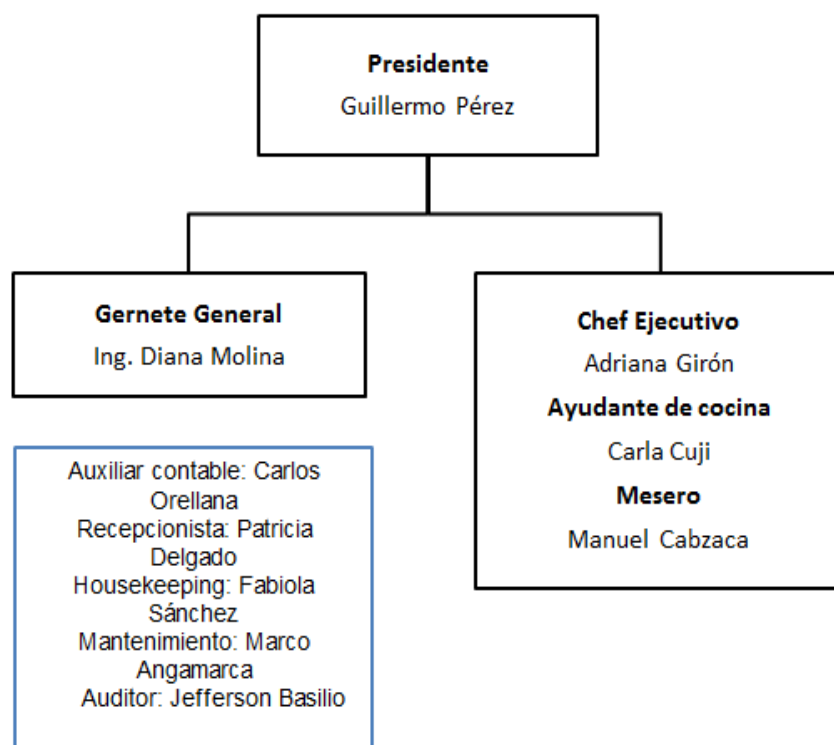 Presidente
Guillermo Pérez
Gernete General
Ing. Diana Molina
Auxiliar contable: Carlos
Orellana
Recepcionista: Patricia
Delgado
Housekeeping: Fabiola
Sánchez
Mantenimiento: Marco
Angamarca
Auditor: Jefferson Basilio
Chef Ejecutivo
Adriana Girón
Ayudante de cocina
Carla Cuji
Mesero
Manuel Cabzaca